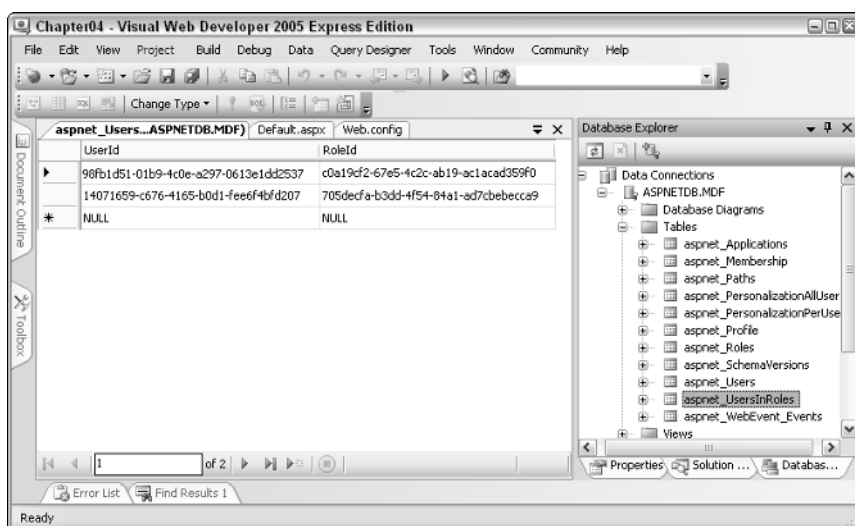 Chapter04 - Visual Web Developer 2005 Express Edition
File Edit View Project Build Debug Data Query Designer Tools Window Community Help
Change Type
aspnet_Users...ASPNETDB.MDF) Default.aspx Web.config
Document Outline
Toolbox
UserId RoleId
98fb1d51-01b9-4c0e-a297-0613e1dd2537 c0a19cf2-67e5-4c2c-ab19-ac1acad359f0
14071659-c676-4165-b0d1-fee6f4bfd207 705decfa-b3dd-4f54-84a1-ad7cbebecca9
NULL NULL
1 of 2
Database Explorer
Data Connections
ASPNETDB.MDF
Database Diagrams
Tables
aspnet_Applications
aspnet_Membership
aspnet_Paths
aspnet_PersonalizationAllUser
aspnet_PersonalizationPerUse
aspnet_Profile
aspnet_Roles
aspnet_SchemaVersions
aspnet_Users
aspnet_UsersInRoles
aspnet_WebEvent_Events
Views
Properties Solution ... Databas...
Error List Find Results 1
Ready